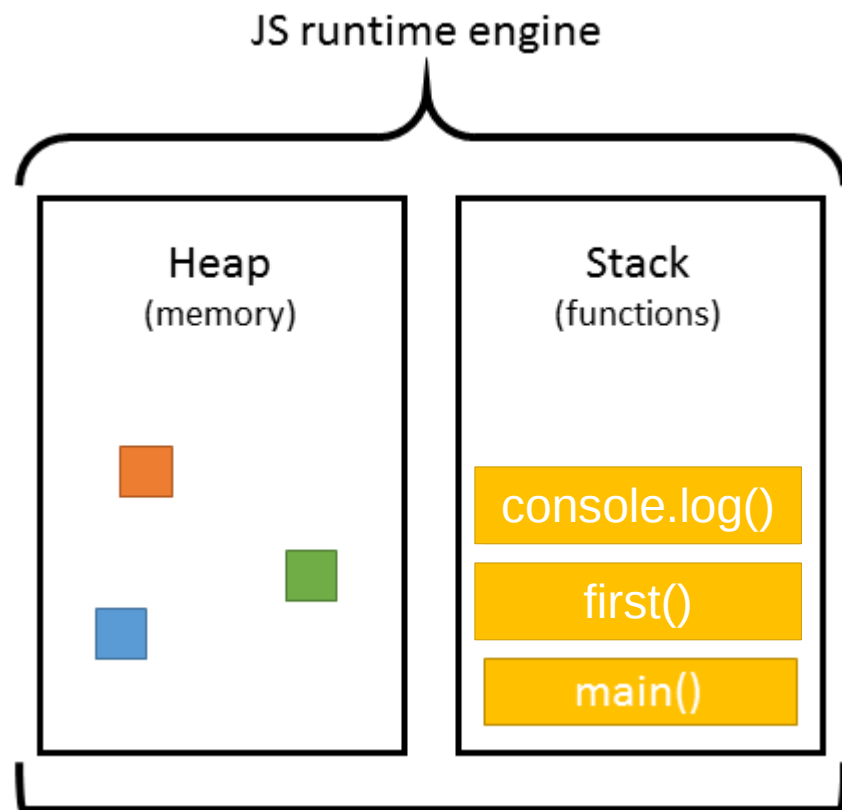 JS runtime engine
Heap
(memory)
Stack
(functions)
console.log()
first()
main()